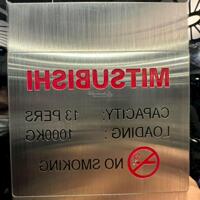 MITSUBISHI
CAPACITY: 13 PERS
LOADING: 1000KG
NO SMOKING